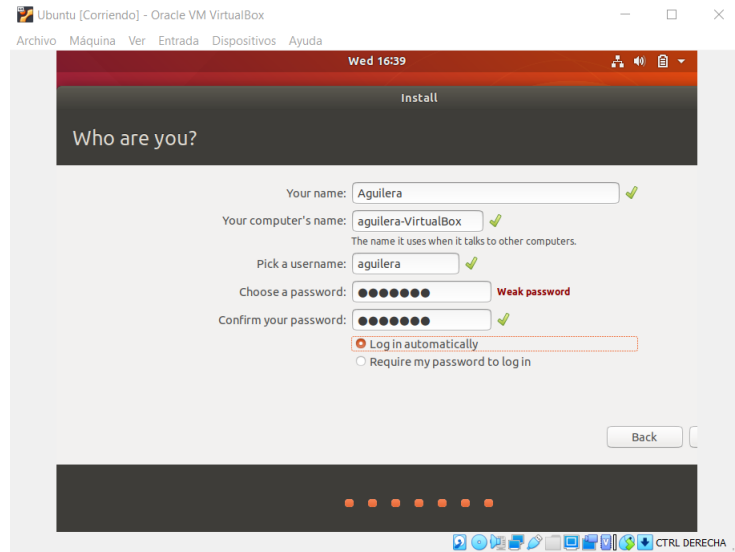 Ubuntu [Corriendo] - Oracle VM VirtualBox
Archivo Máquina Ver Entrada Dispositivos Ayuda
Wed 16:39
Install
Who are you?
Your name: Aguilera
Your computer's name: aguilera-VirtualBox
The name it uses when it talks to other computers.
Pick a username: aguilera
Choose a password: ●●●●●●● Weak password
Confirm your password: ●●●●●●●
Log in automatically
Require my password to log in
Back
CTRL DERECHA